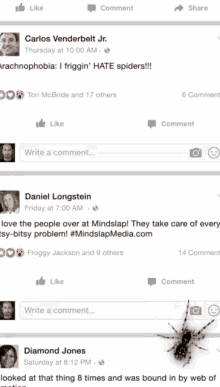 Like Comment Share
Carlos Venderbelt Jr.
Thursday at 10:00 AM ·
Arachnophobia: I friggin' HATE spiders!!!
Tori McBride and 17 others 6 Comment
Like Comment
Write a comment...
Daniel Longstein
Friday at 7:00 AM ·
love the people over at Mindslap! They take care of every
tsy-bitsy problem! #MindslapMedia.com
Froggy Jackson and 9 others 14 Comment
Like Comment
Write a comment...
Diamond Jones
Saturday at 8:12 PM ·
looked at that thing 8 times and was bound in by web of